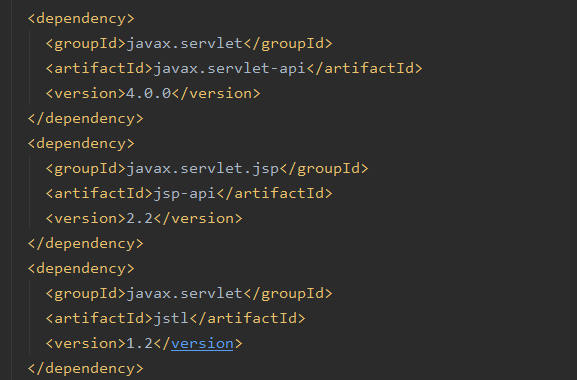 <dependency>
<groupId>javax.servlet</groupId>
<artifactId>javax.servlet-api</artifactId>
<version>4.0.0</version>
</dependency>
<dependency>
<groupId>javax.servlet.jsp</groupId>
<artifactId>jsp-api</artifactId>
<version>2.2</version>
</dependency>
<dependency>
<groupId>javax.servlet</groupId>
<artifactId>jstl</artifactId>
<version>1.2</version>
</dependency>